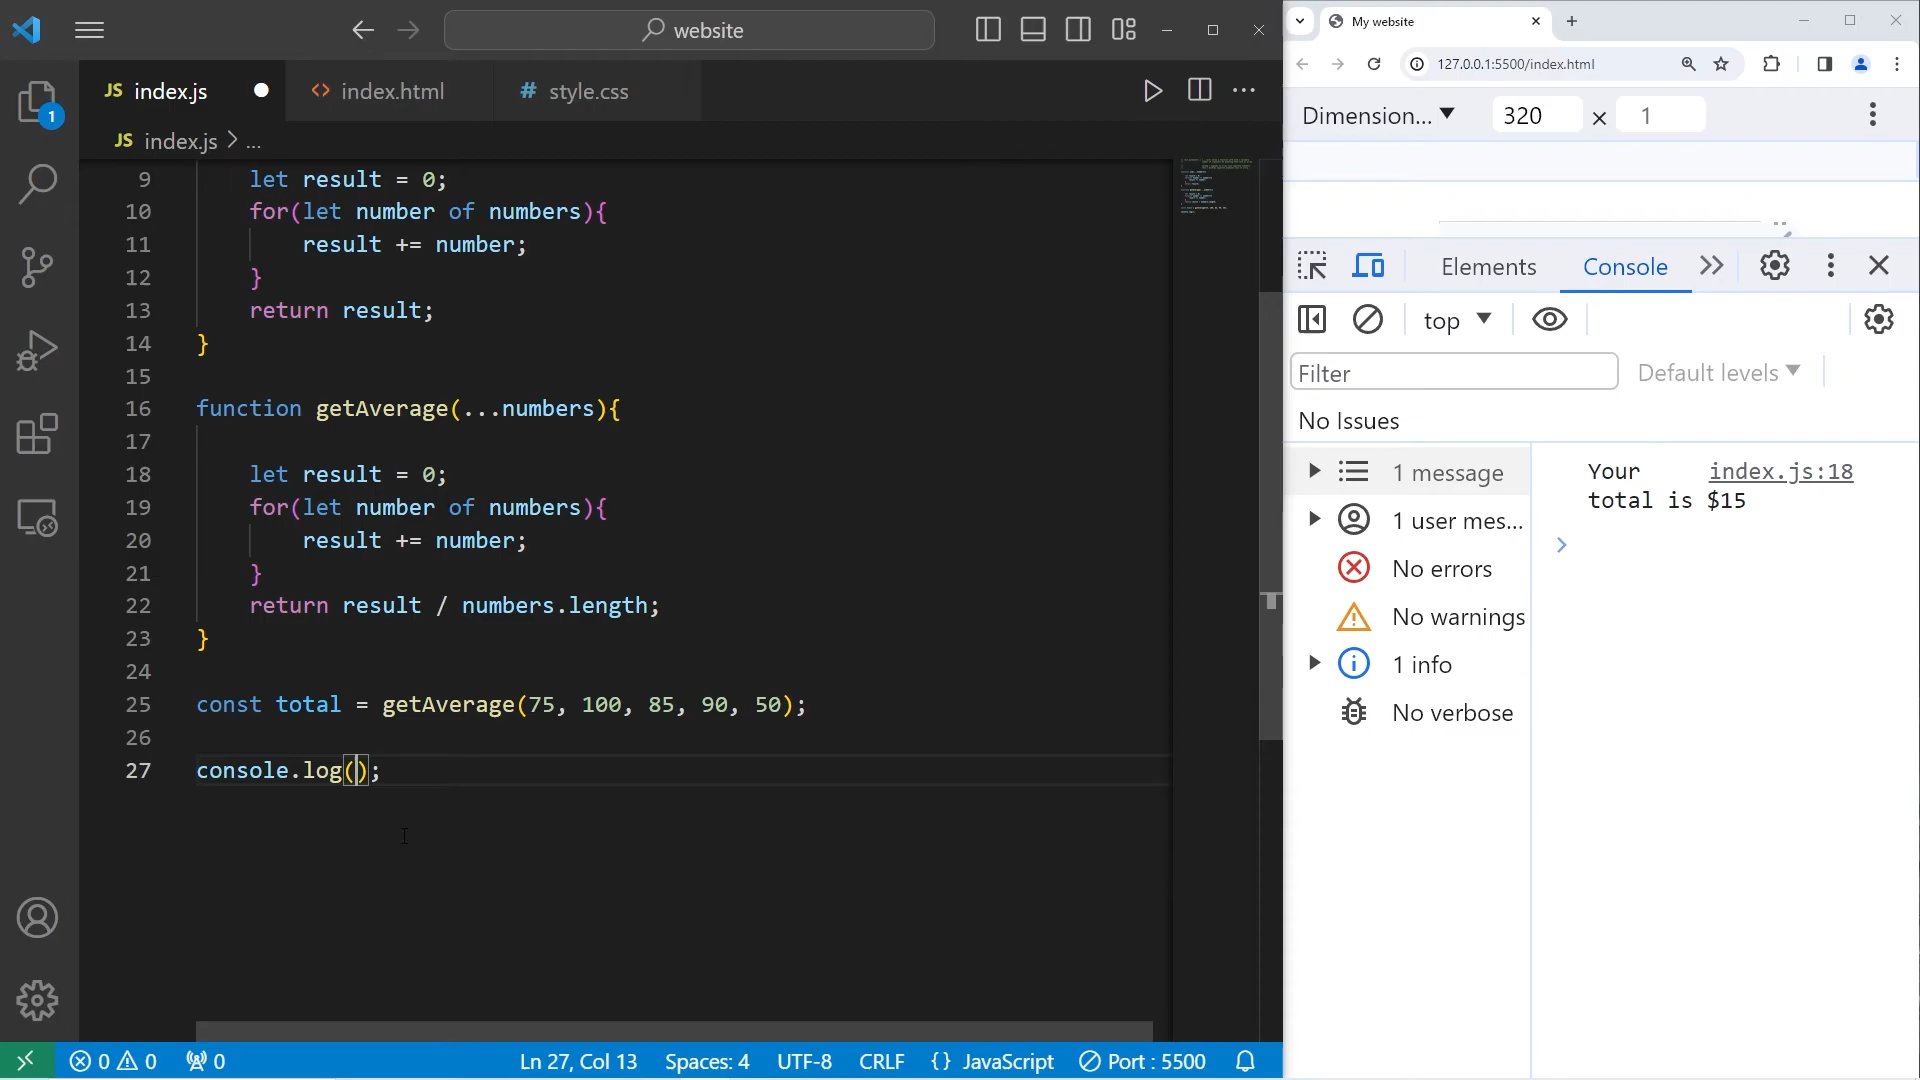 website
JS index.js
<> index.html
# style.css
JS index.js > ...
9 let result = 0;
10 for(let number of numbers){
11 result += number;
12 }
13 return result;
14 }
15
16 function getAverage(...numbers){
17
18 let result = 0;
19 for(let number of numbers){
20 result += number;
21 }
22 return result / numbers.length;
23 }
24
25 const total = getAverage(75, 100, 85, 90, 50);
26
27 console.log();
1
0 0 0
Ln 27, Col 13
Spaces: 4
UTF-8
CRLF
{} JavaScript
Port : 5500
My website
127.0.0.1:5500/index.html
Dimension... 320 × 1
Elements
Console
top
Filter
Default levels
No Issues
1 message
1 user mes...
No errors
No warnings
1 info
No verbose
Your index.js:18
total is $15